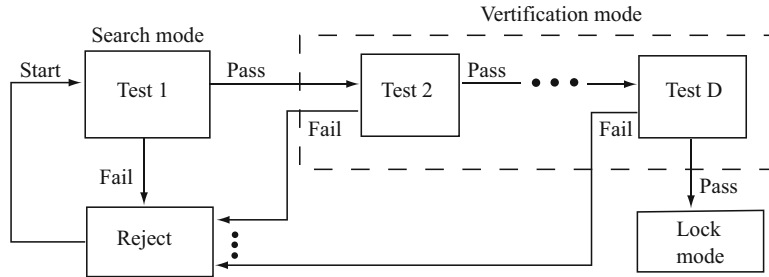 Vertification mode
Search mode
Start
Test 1
Pass
Test 2
Pass
Test D
Fail
Fail
Fail
Pass
Reject
Lock
mode